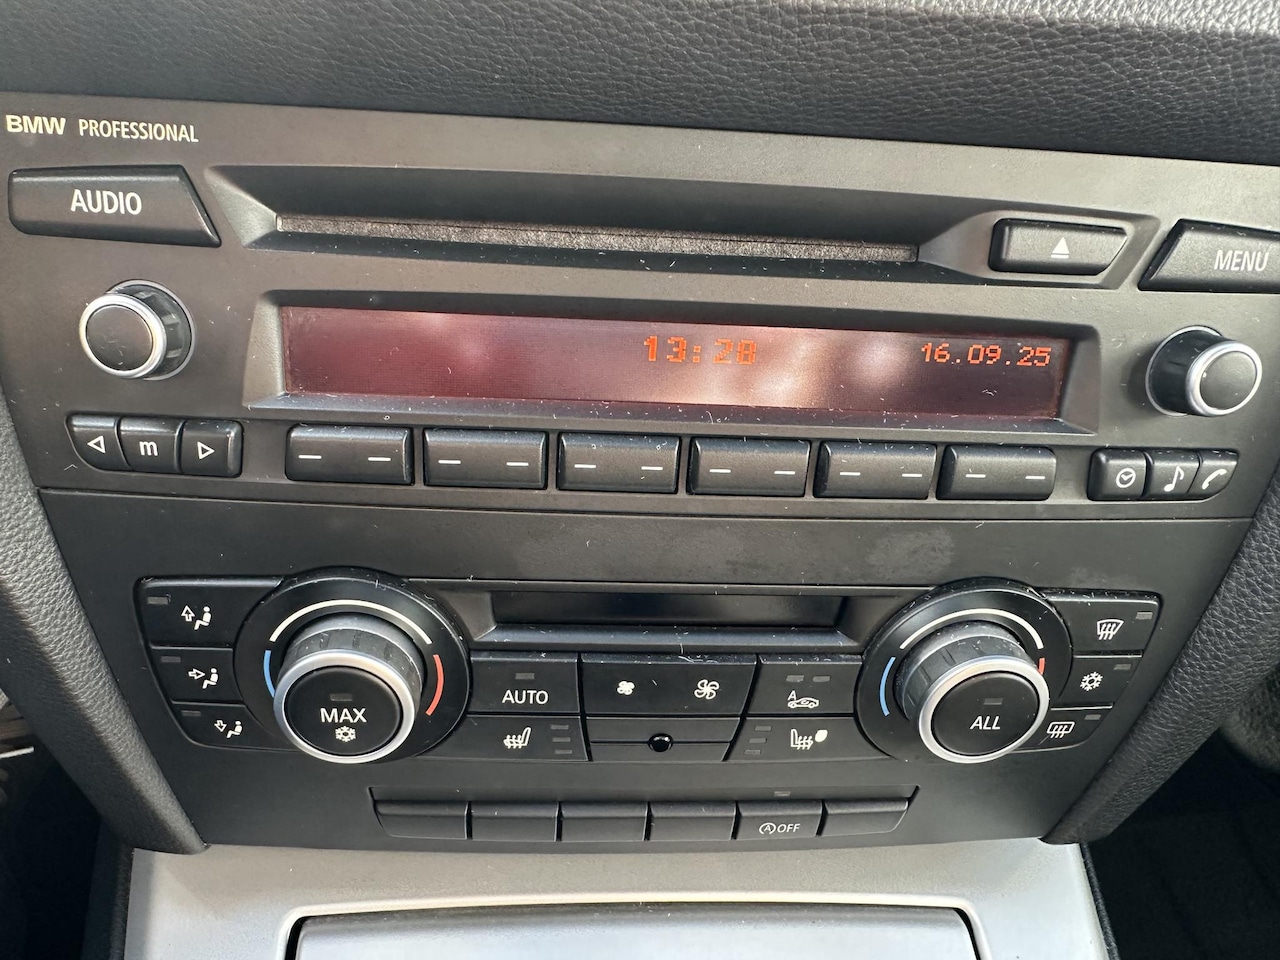 BMW PROFESSIONAL
AUDIO
MENU
13:28 16.09.25
m
AUTO
A
MAX
ALL
A OFF